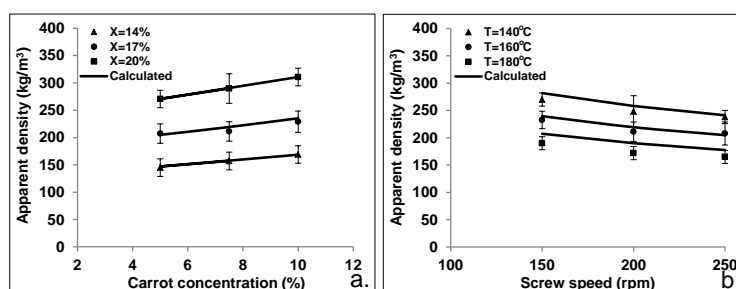 400
350
300
250
200
150
100
50
0
Apparent density (kg/m³)
X=14%
X=17%
X=20%
Calculated
2 4 6 8 10 12
Carrot concentration (%)
a.
400
350
300
250
200
150
100
50
0
Apparent density (kg/m³)
T=140°C
T=160°C
T=180°C
Calculated
100 150 200 250
Screw speed (rpm)
b